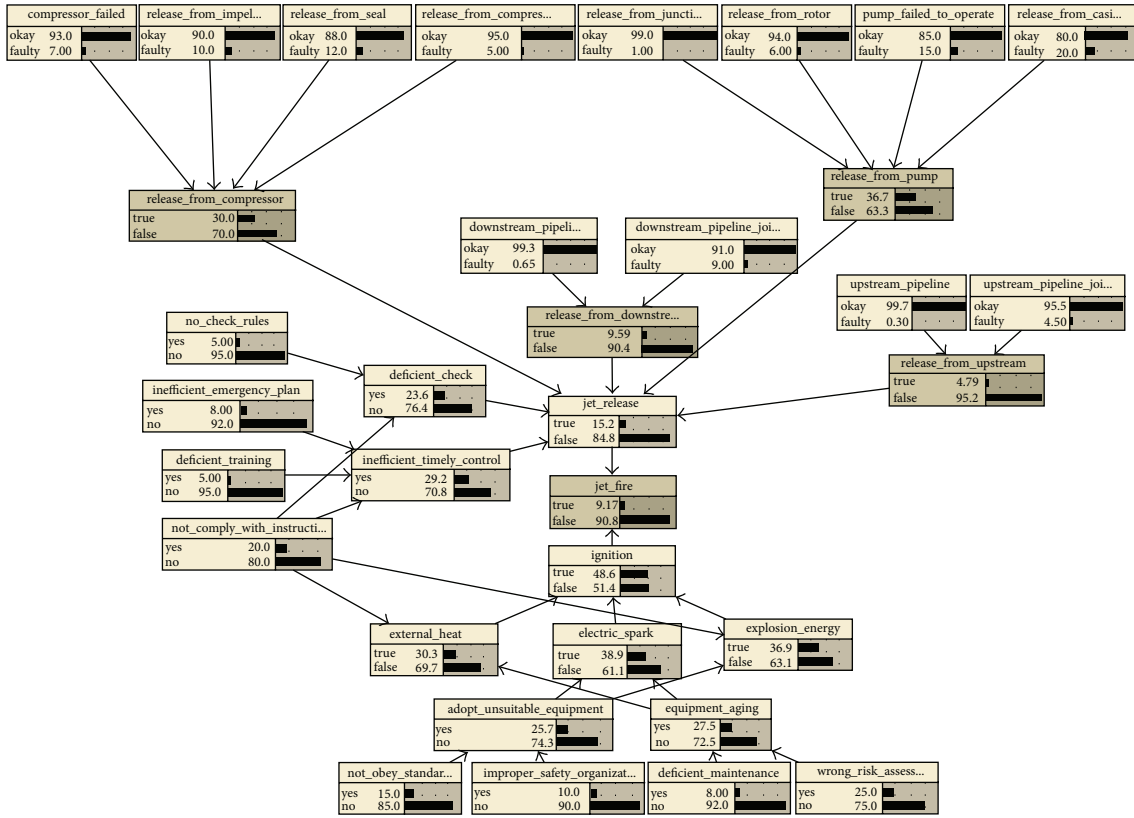 compressor_failed
okay 93.0
faulty 7.00
release_from_impel...
okay 90.0
faulty 10.0
release_from_seal
okay 88.0
faulty 12.0
release_from_compres...
okay 95.0
faulty 5.00
release_from_juncti...
okay 99.0
faulty 1.00
release_from_rotor
okay 94.0
faulty 6.00
pump_failed_to_operate
okay 85.0
faulty 15.0
release_from_casi...
okay 80.0
faulty 20.0
release_from_compressor
true 30.0
false 70.0
release_from_pump
true 36.7
false 63.3
downstream_pipeli...
okay 99.3
faulty 0.65
downstream_pipeline_joi...
okay 91.0
faulty 9.00
upstream_pipeline
okay 99.7
faulty 0.30
upstream_pipeline_joi...
okay 95.5
faulty 4.50
release_from_downstre...
true 9.59
false 90.4
release_from_upstream
true 4.79
false 95.2
no_check_rules
yes 5.00
no 95.0
deficient_check
yes 23.6
no 76.4
inefficient_emergency_plan
yes 8.00
no 92.0
jet_release
true 15.2
false 84.8
deficient_training
yes 5.00
no 95.0
inefficient_timely_control
yes 29.2
no 70.8
jet_fire
true 9.17
false 90.8
not_comply_with_instructi...
yes 20.0
no 80.0
ignition
true 48.6
false 51.4
external_heat
true 30.3
false 69.7
electric_spark
true 38.9
false 61.1
explosion_energy
true 36.9
false 63.1
adopt_unsuitable_equipment
yes 25.7
no 74.3
equipment_aging
yes 27.5
no 72.5
not_obey_standar...
yes 15.0
no 85.0
improper_safety_organizat...
yes 10.0
no 90.0
deficient_maintenance
yes 8.00
no 92.0
wrong_risk_assess...
yes 25.0
no 75.0